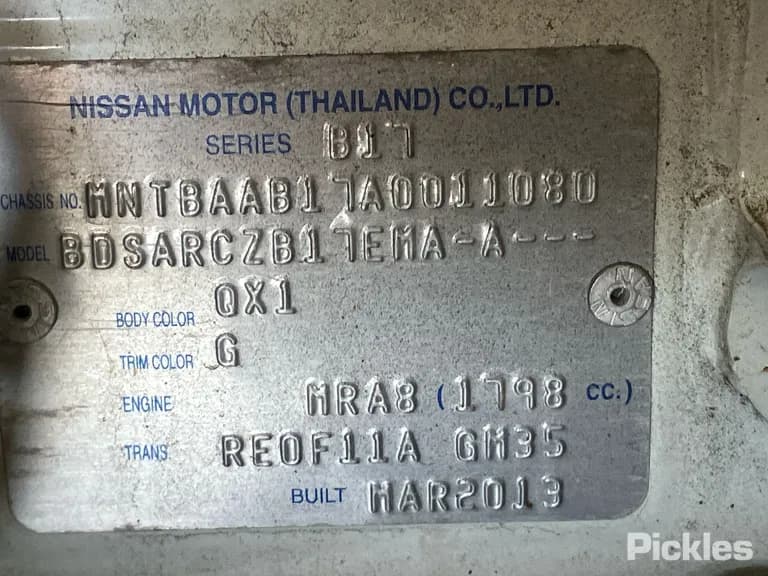 NISSAN MOTOR (THAILAND) CO.,LTD.
SERIES B17
CHASSIS NO. MNTBAAB17A0011080
MODEL BDSARCZB17EMA-A---
BODY COLOR QX1
TRIM COLOR G
ENGINE MRA8 (1798 CC.)
TRANS. RE0F11A GM35
BUILT MAR2013
Pickles